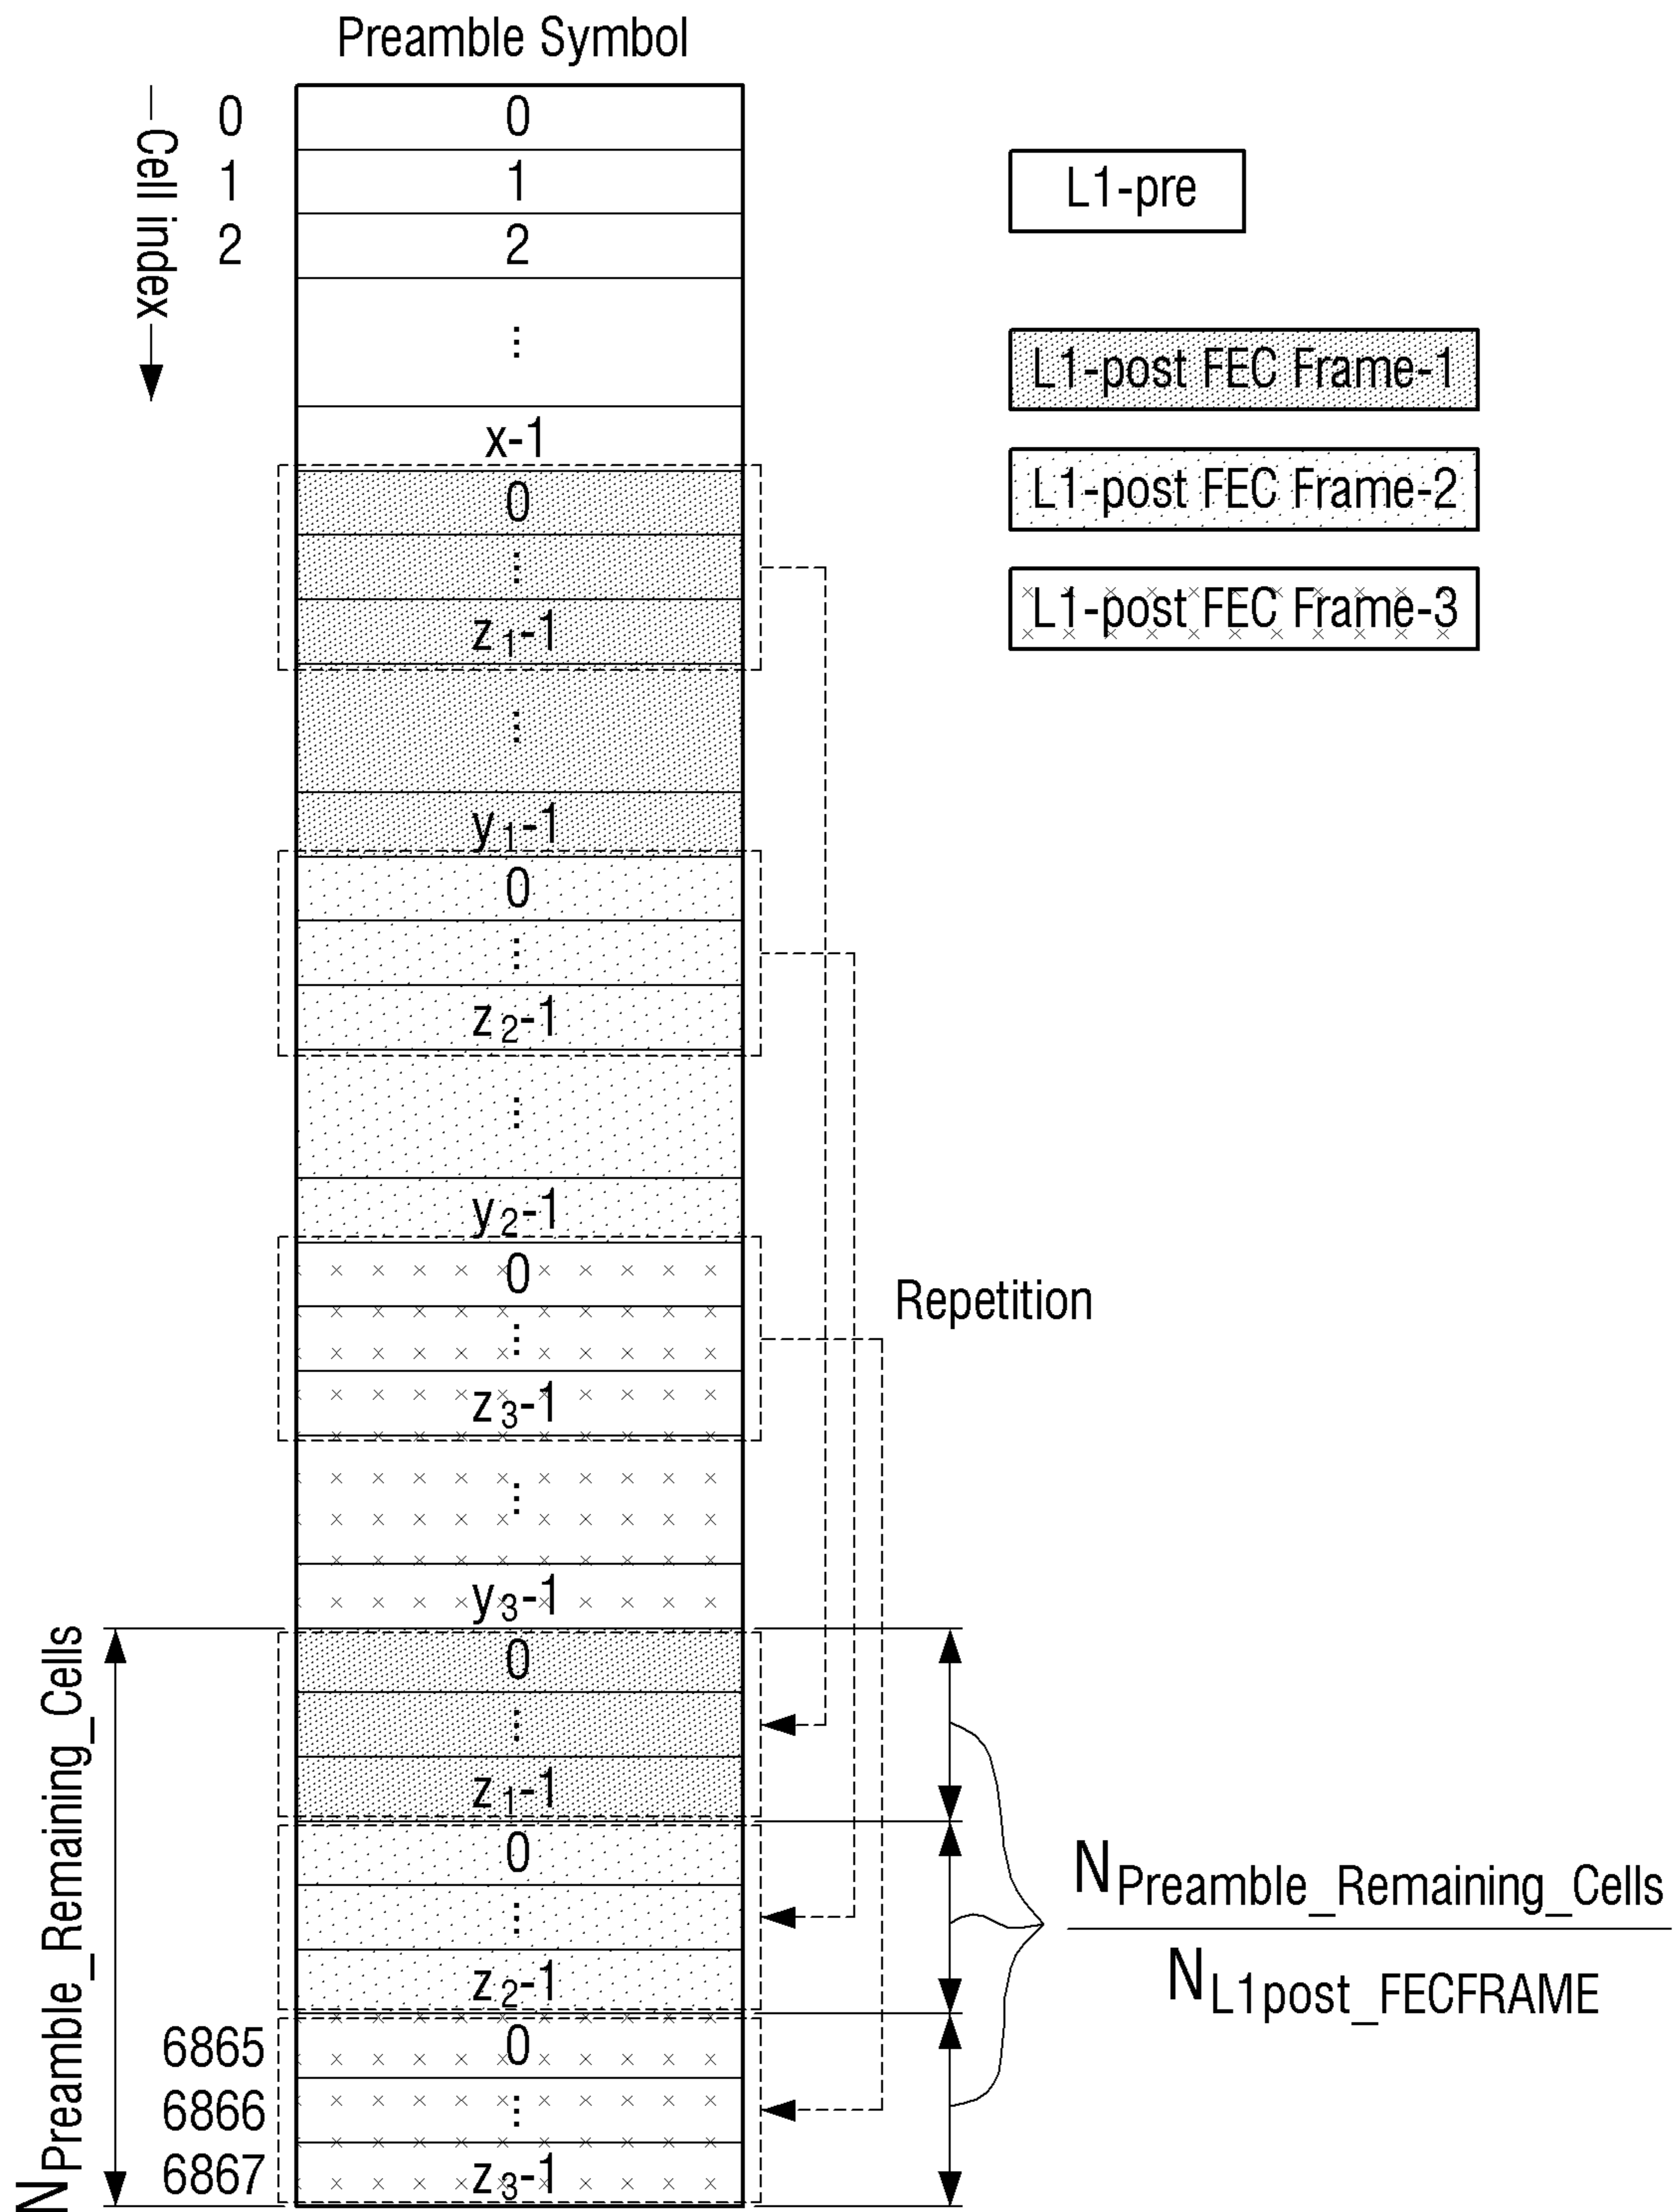 Preamble Symbol
Cell index
0 0
1 1
2 2
⋮
x-1
0
⋮
z1-1
⋮
y1-1
0
⋮
z2-1
⋮
y2-1
0
⋮
z3-1
⋮
y3-1
0
⋮
z1-1
0
⋮
z2-1
6865 0
6866 ⋮
6867 z3-1
L1-pre
L1-post FEC Frame-1
L1-post FEC Frame-2
L1-post FEC Frame-3
Repetition
NPreamble_Remaining_Cells
NPreamble_Remaining_Cells
NL1post_FECFRAME